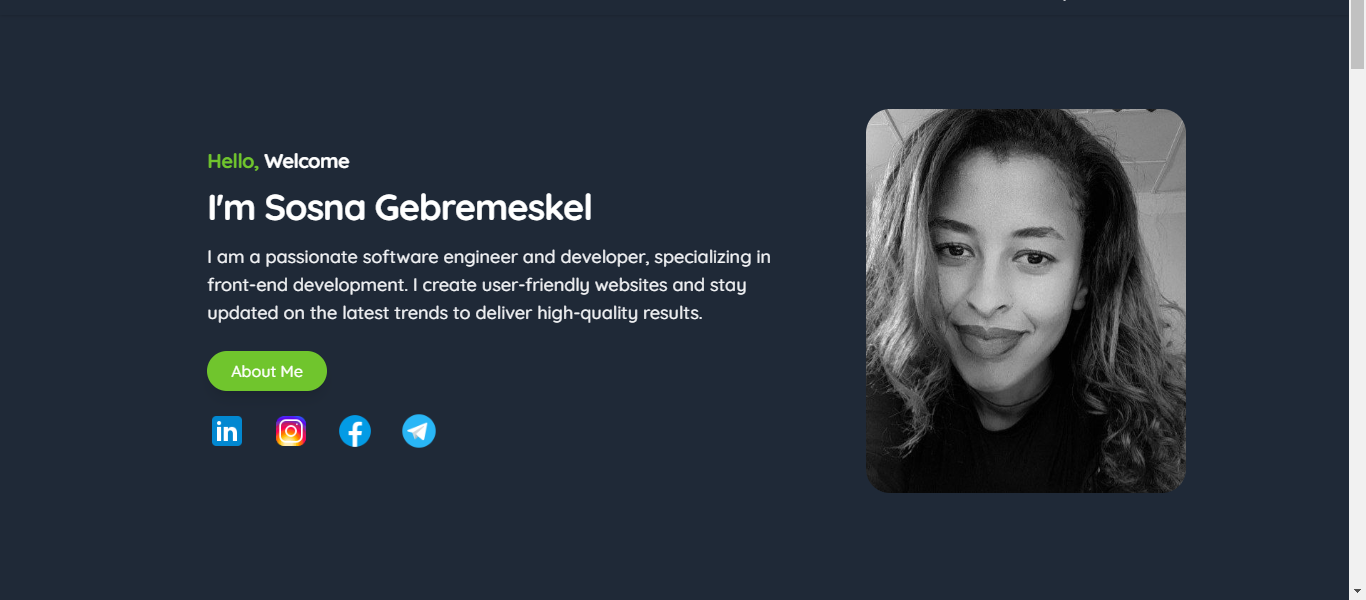 Hello, Welcome
I'm Sosna Gebremeskel
I am a passionate software engineer and developer, specializing in
front-end development. I create user-friendly websites and stay
updated on the latest trends to deliver high-quality results.
About Me
in